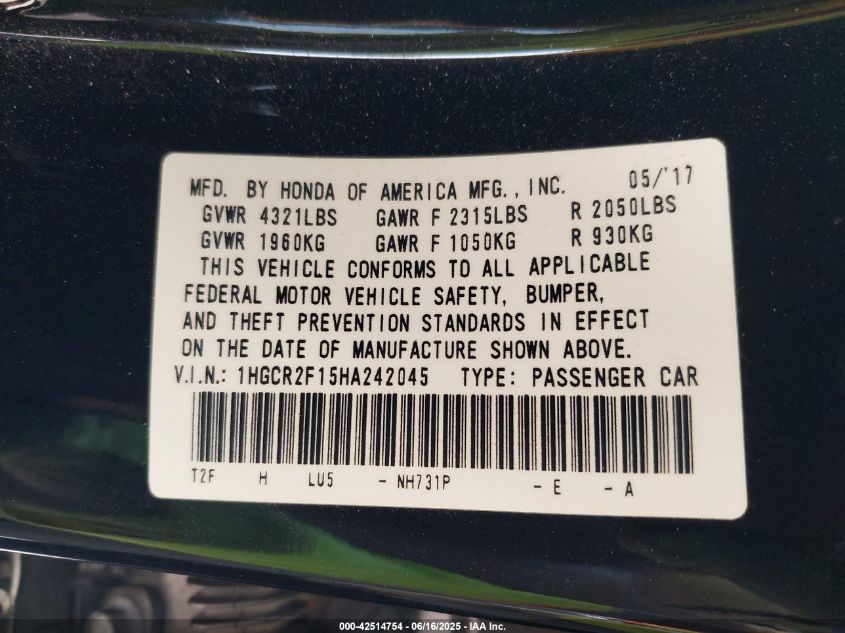 MFD. BY HONDA OF AMERICA MFG., INC. 05/'17
GVWR 4321LBS GAWR F 2315LBS R 2050LBS
GVWR 1960KG GAWR F 1050KG R 930KG
THIS VEHICLE CONFORMS TO ALL APPLICABLE
FEDERAL MOTOR VEHICLE SAFETY, BUMPER,
AND THEFT PREVENTION STANDARDS IN EFFECT
ON THE DATE OF MANUFACTURE SHOWN ABOVE.
V.I.N.: 1HGCR2F15HA242045 TYPE: PASSENGER CAR
T2F H LU5 - NH731P - E - A
000-42514754 - 06/16/2025 - IAA Inc.